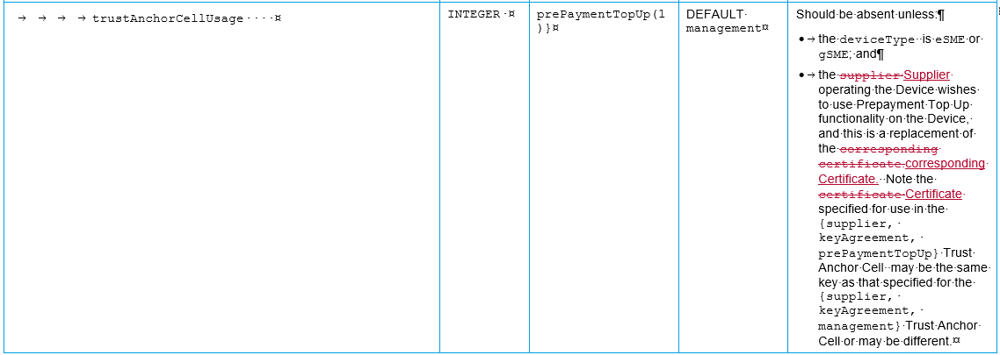 trustAnchorCellUsage
INTEGER
prePaymentTopUp(1
)}
DEFAULT
management
Should be absent unless:
the deviceType is eSME or
gSME; and
the supplier Supplier
operating the Device wishes
to use Prepayment Top Up
functionality on the Device,
and this is a replacement of
the corresponding
certificate.corresponding
Certificate. Note the
certificate Certificate
specified for use in the
{supplier,
keyAgreement,
prePaymentTopUp} Trust
Anchor Cell may be the same
key as that specified for the
{supplier,
keyAgreement,
management} Trust Anchor
Cell or may be different.